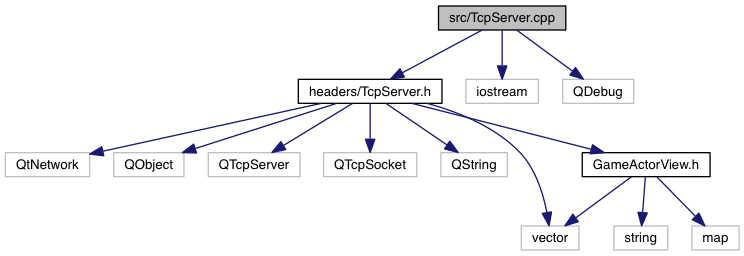 src/TcpServer.cpp
headers/TcpServer.h
iostream
QDebug
QtNetwork
QObject
QTcpServer
QTcpSocket
QString
GameActorView.h
vector
string
map